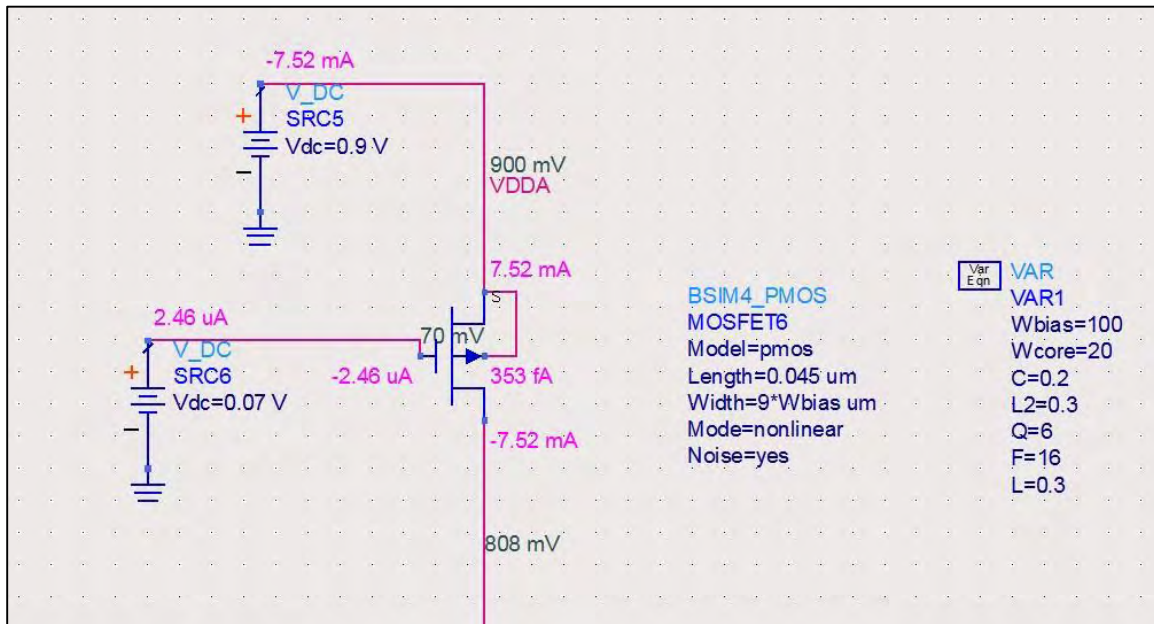 -7.52 mA
V_DC
+
SRC5
Vdc=0.9 V
900 mV
VDDA
7.52 mA
S
2.46 uA
70 mV
V_DC
-2.46 uA
353 fA
+
SRC6
Vdc=0.07 V
-7.52 mA
808 mV
BSIM4_PMOS
MOSFET6
Model=pmos
Length=0.045 um
Width=9*Wbias um
Mode=nonlinear
Noise=yes
Var
Eqn
VAR
VAR1
Wbias=100
Wcore=20
C=0.2
L2=0.3
Q=6
F=16
L=0.3